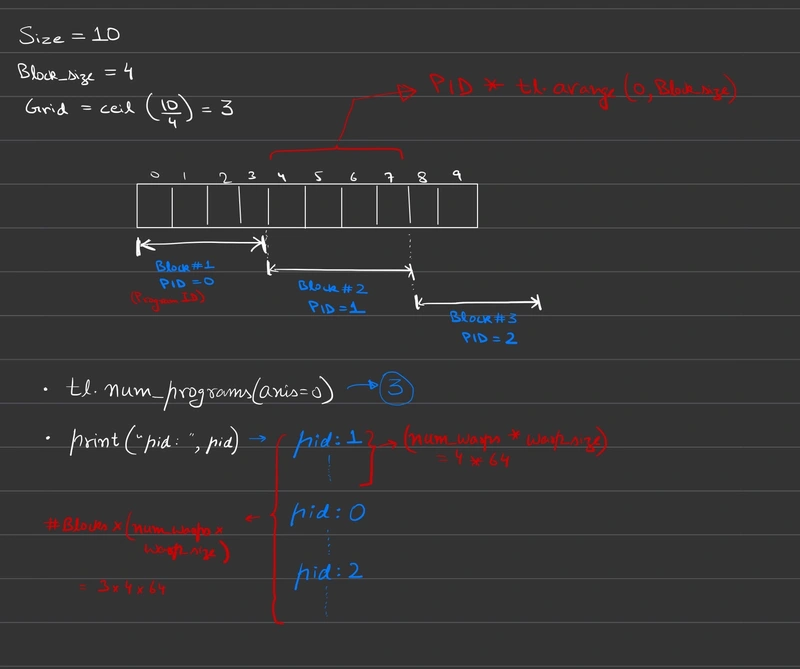 Size = 10
Block_size = 4
Grid = ceil (10/4) = 3
PID * tl.arange (0, Block_size)
0 1 2 3 4 5 6 7 8 9
Block#1
PID = 0
(Program ID)
Block#2
PID = 1
Block#3
PID = 2
• tl.num_programs(axis=0) → 3
• print("pid: ", pid) → pid: 1 → (num_warps * warp_size)
= 4 * 64
pid: 0
#Blocks × (num_warps ×
warp_size)
= 3 × 4 × 64
pid: 2